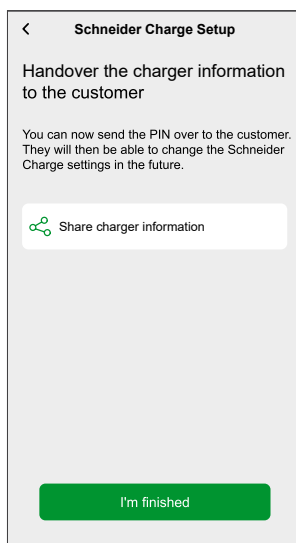 Schneider Charge Setup
Handover the charger information
to the customer
You can now send the PIN over to the customer.
They will then be able to change the Schneider
Charge settings in the future.
Share charger information
I'm finished